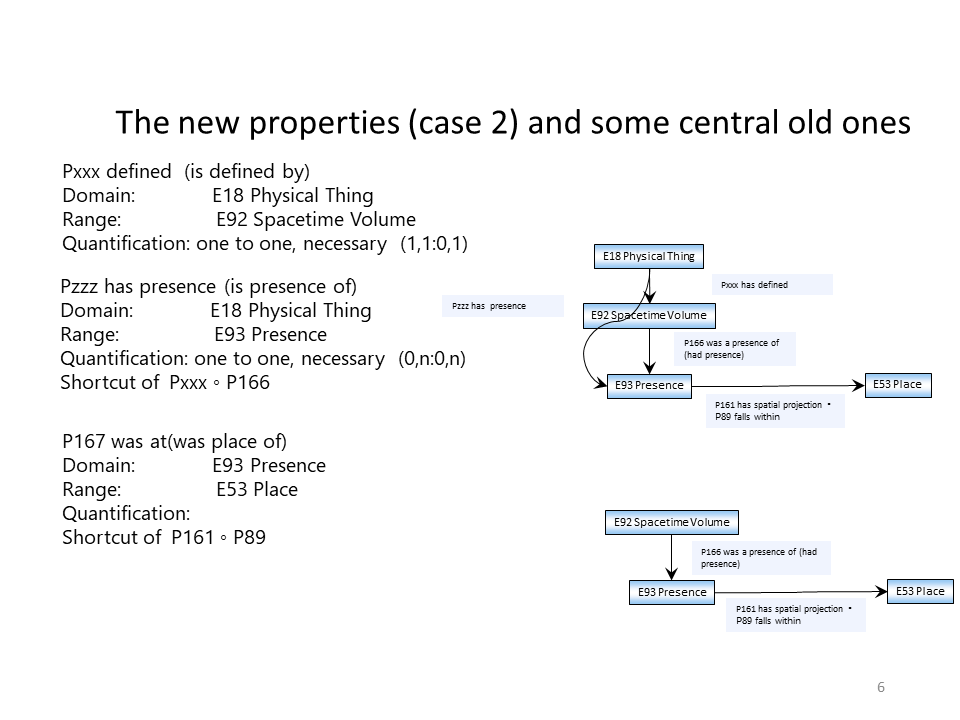 The new properties (case 2) and some central old ones
Pxxx defined (is defined by)
Domain: E18 Physical Thing
Range: E92 Spacetime Volume
Quantification: one to one, necessary (1,1:0,1)
Pzzz has presence (is presence of)
Domain: E18 Physical Thing
Range: E93 Presence
Quantification: one to one, necessary (0,n:0,n)
Shortcut of Pxxx ◦ P166
P167 was at(was place of)
Domain: E93 Presence
Range: E53 Place
Quantification:
Shortcut of P161 ◦ P89
E18 Physical Thing
Pxxx has defined
Pzzz has presence
E92 Spacetime Volume
P166 was a presence of
(had presence)
E93 Presence
E53 Place
P161 has spatial projection •
P89 falls within
E92 Spacetime Volume
P166 was a presence of (had
presence)
E93 Presence
E53 Place
P161 has spatial projection •
P89 falls within
6